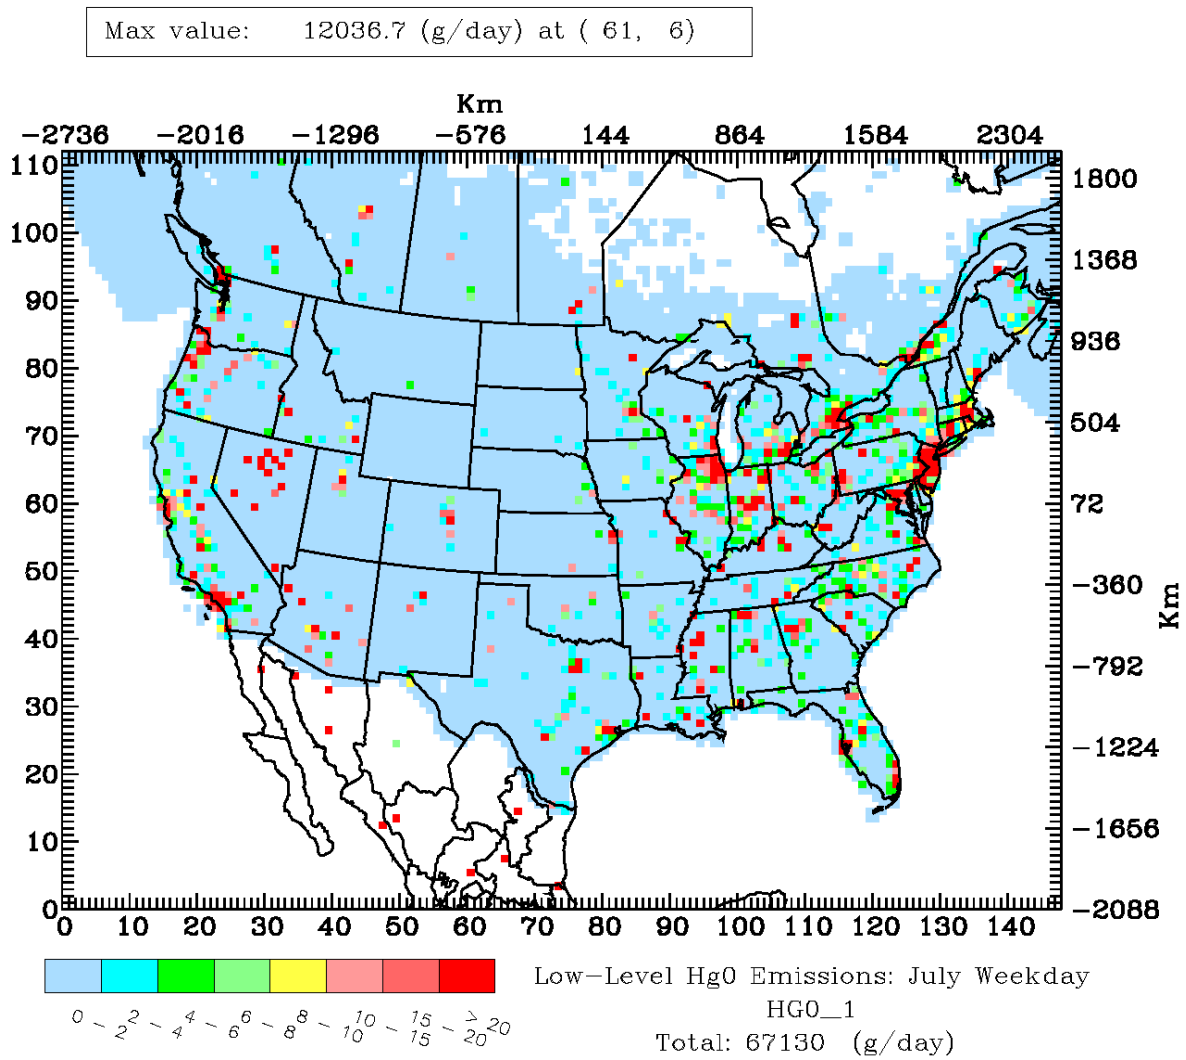 Max value: 12036.7 (g/day) at ( 61, 6)
Km
-2736 -2016 -1296 -576 144 864 1584 2304
110 1800
100 1368
90 936
80 504
70 72
60 -360
50 -792
40 -1224
30 -1656
20 -2088
10
0
Km
0 10 20 30 40 50 60 70 80 90 100 110 120 130 140
0 - 2 2 - 4 4 - 6 6 - 8 8 - 10 10 - 15 15 - 20 > 20
Low-Level Hg0 Emissions: July Weekday
HG0_1
Total: 67130 (g/day)